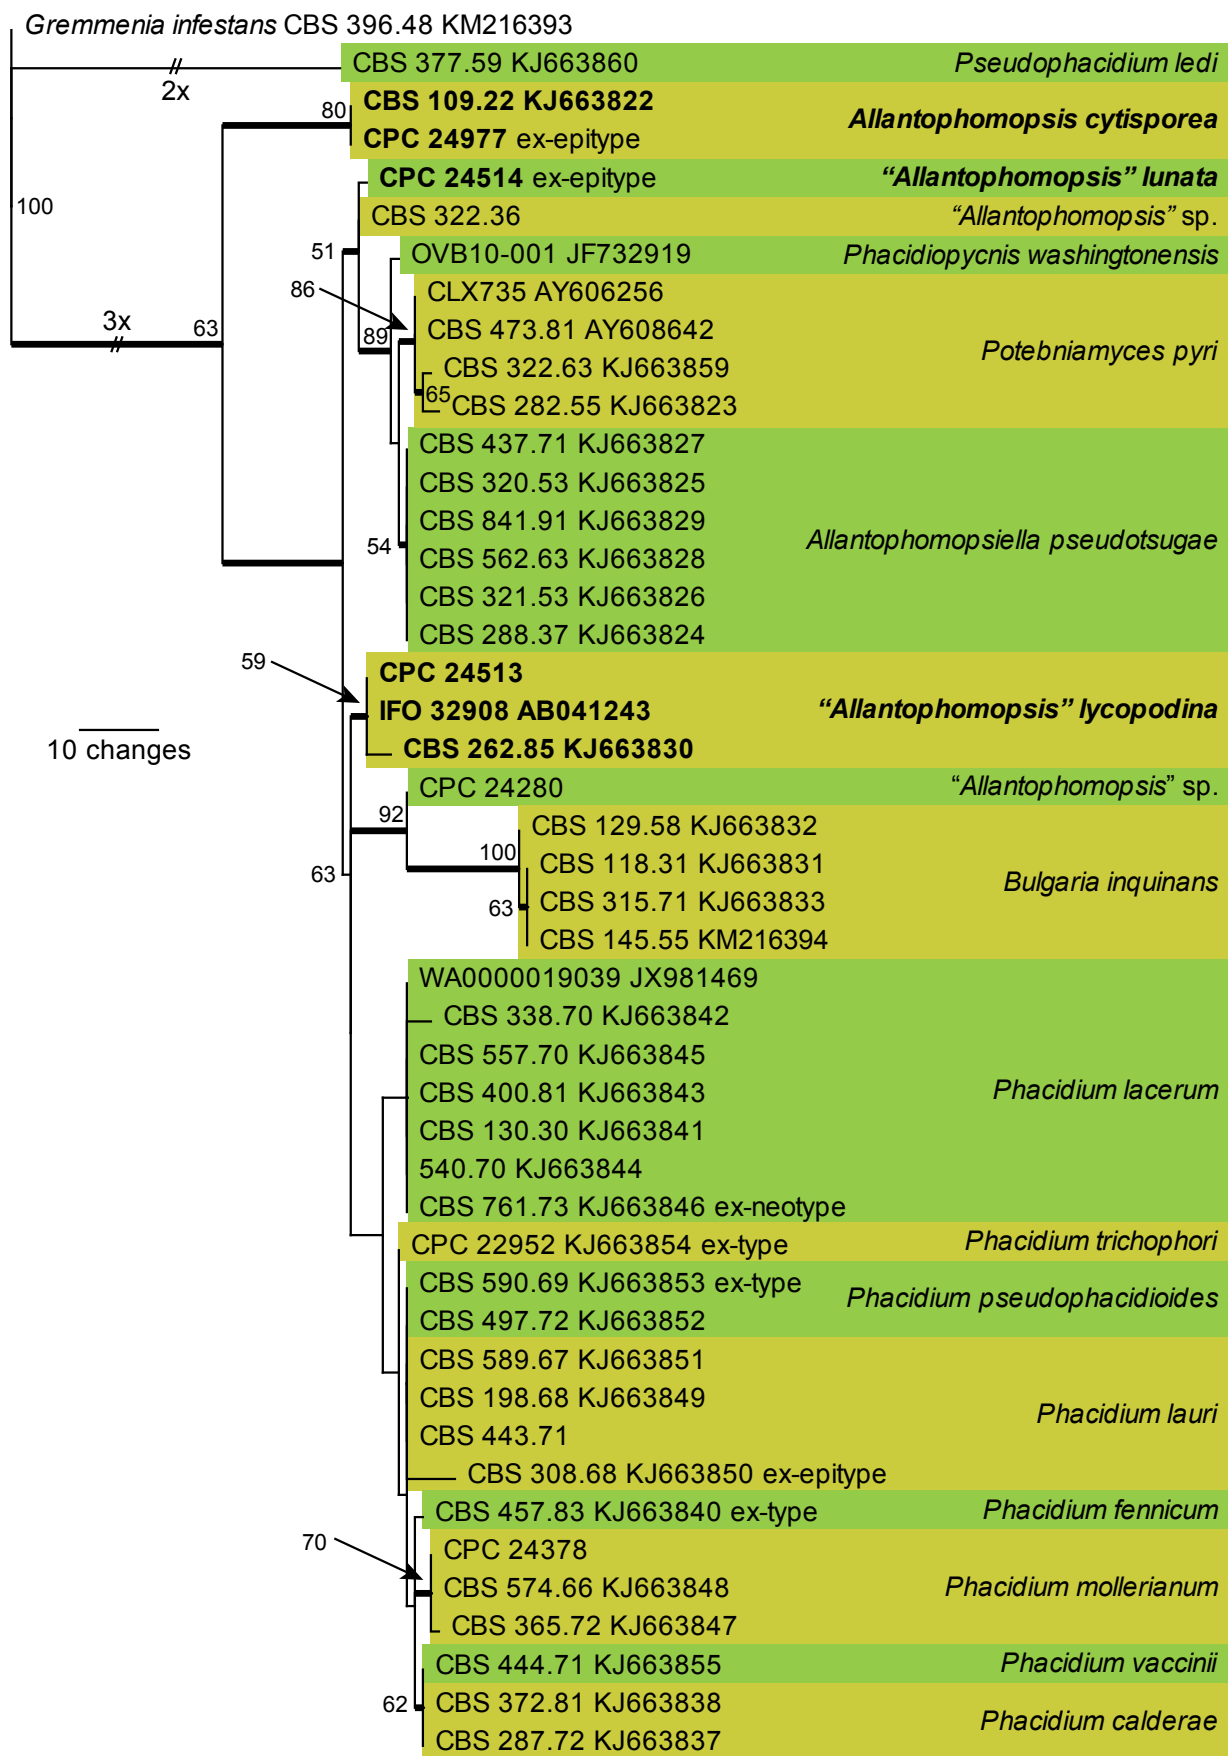 Gremmenia infestans CBS 396.48 KM216393
CBS 377.59 KJ663860 Pseudophacidium ledi
2x
80
CBS 109.22 KJ663822
Allantophomopsis cytisporea
CPC 24977 ex-epitype
CPC 24514 ex-epitype “Allantophomopsis” lunata
100
CBS 322.36 “Allantophomopsis” sp.
51
OVB10-001 JF732919 Phacidiopycnis washingtonensis
86
CLX735 AY606256
3x
63
89
CBS 473.81 AY608642
Potebniamyces pyri
CBS 322.63 KJ663859
65
CBS 282.55 KJ663823
CBS 437.71 KJ663827
CBS 320.53 KJ663825
CBS 841.91 KJ663829
Allantophomopsiella pseudotsugae
54
CBS 562.63 KJ663828
CBS 321.53 KJ663826
CBS 288.37 KJ663824
59
CPC 24513
IFO 32908 AB041243 “Allantophomopsis” lycopodina
10 changes
CBS 262.85 KJ663830
CPC 24280 “Allantophomopsis” sp.
92
CBS 129.58 KJ663832
100
CBS 118.31 KJ663831
63
Bulgaria inquinans
63
CBS 315.71 KJ663833
CBS 145.55 KM216394
WA0000019039 JX981469
CBS 338.70 KJ663842
CBS 557.70 KJ663845
Phacidium lacerum
CBS 400.81 KJ663843
CBS 130.30 KJ663841
540.70 KJ663844
CBS 761.73 KJ663846 ex-neotype
CPC 22952 KJ663854 ex-type Phacidium trichophori
CBS 590.69 KJ663853 ex-type
Phacidium pseudophacidioides
CBS 497.72 KJ663852
CBS 589.67 KJ663851
CBS 198.68 KJ663849
Phacidium lauri
CBS 443.71
CBS 308.68 KJ663850 ex-epitype
CBS 457.83 KJ663840 ex-type Phacidium fennicum
70
CPC 24378
CBS 574.66 KJ663848 Phacidium mollerianum
CBS 365.72 KJ663847
CBS 444.71 KJ663855 Phacidium vaccinii
62
CBS 372.81 KJ663838
Phacidium calderae
CBS 287.72 KJ663837